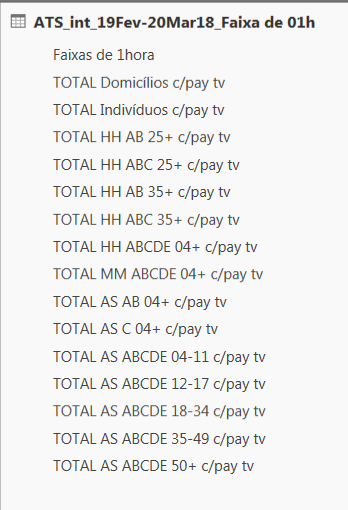 ATS_int_19Fev-20Mar18_Faixa de 01h
Faixas de 1hora
TOTAL Domicílios c/pay tv
TOTAL Indivíduos c/pay tv
TOTAL HH AB 25+ c/pay tv
TOTAL HH ABC 25+ c/pay tv
TOTAL HH AB 35+ c/pay tv
TOTAL HH ABC 35+ c/pay tv
TOTAL HH ABCDE 04+ c/pay tv
TOTAL MM ABCDE 04+ c/pay tv
TOTAL AS AB 04+ c/pay tv
TOTAL AS C 04+ c/pay tv
TOTAL AS ABCDE 04-11 c/pay tv
TOTAL AS ABCDE 12-17 c/pay tv
TOTAL AS ABCDE 18-34 c/pay tv
TOTAL AS ABCDE 35-49 c/pay tv
TOTAL AS ABCDE 50+ c/pay tv